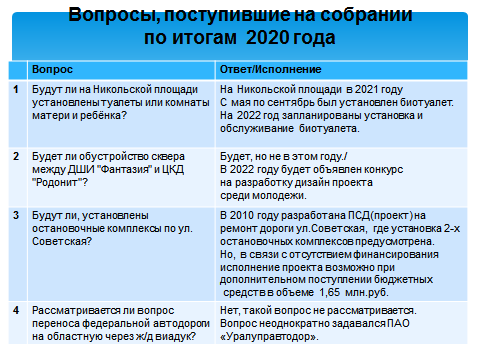 Вопросы, поступившие на собрании
по итогам 2020 года
Вопрос
Ответ/Исполнение
1
Будут ли на Никольской площади
установлены туалеты или комнаты
матери и ребёнка?
На Никольской площади в 2021 году
С мая по сентябрь был установлен биотуалет.
На 2022 год запланированы установка и
обслуживание биотуалета.
2
Будет ли обустройство сквера
между ДШИ "Фантазия" и ЦКД
"Родонит"?
Будет, но не в этом году./
В 2022 году будет объявлен конкурс
на разработку дизайн проекта
среди молодежи.
3
Будут ли, установлены
остановочные комплексы по ул.
Советская?
В 2010 году разработана ПСД(проект) на
ремонт дороги ул.Советская, где установка 2-х
остановочных комплексов предусмотрена.
Но, в связи с отсутствием финансирования
исполнение проекта возможно при
дополнительном поступлении бюджетных
средств в объеме 1,65 млн.руб.
4
Рассматривается ли вопрос
переноса федеральной автодороги
на областную через ж/д виадук?
Нет, такой вопрос не рассматривается.
Вопрос неоднократно задавался ПАО
«Уралуправтодор».